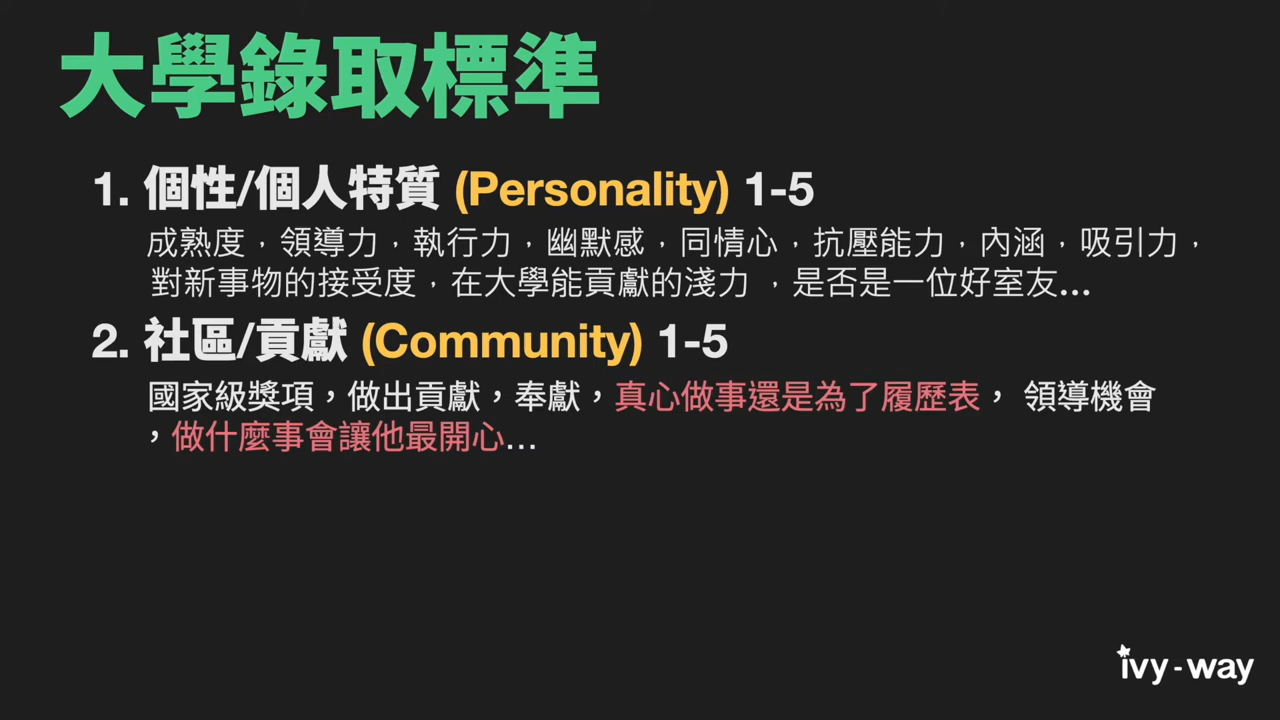 大學錄取標準
1. 個性/個人特質 (Personality) 1-5
成熟度，領導力，執行力，幽默感，同情心，抗壓能力，內涵，吸引力，
對新事物的接受度，在大學能貢獻的淺力 ，是否是一位好室友...
2. 社區/貢獻 (Community) 1-5
國家級獎項，做出貢獻，奉獻，真心做事還是為了履歷表， 領導機會
，做什麼事會讓他最開心...
ivy-way